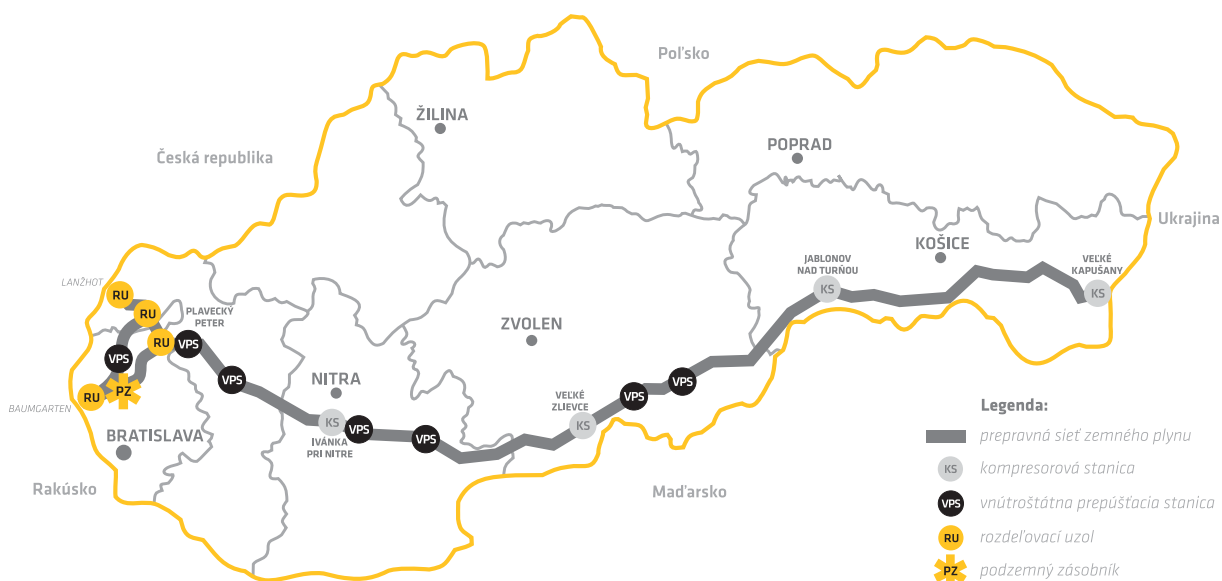 Poľsko
ŽILINA
POPRAD
Česká republika
Ukrajina
KOŠICE
JABLONOV
NAD TURŇOU
KS
VEĽKÉ
KAPUŠANY
KS
LANŽHOT
RU
RU
PLAVECKÝ
PETER
RU
VPS
VPS
VPS
ZVOLEN
NITRA
RU
PZ
BAUMGARTEN
VPS
VPS
VEĽKÉ
ZLIEVCE
KS
KS
IVÁNKA
PRI NITRE
VPS
VPS
BRATISLAVA
Rakúsko
Maďarsko
Legenda:
prepravná sieť zemného plynu
KS kompresorová stanica
VPS vnútroštátna prepúšťacia stanica
RU rozdeľovací uzol
PZ podzemný zásobník